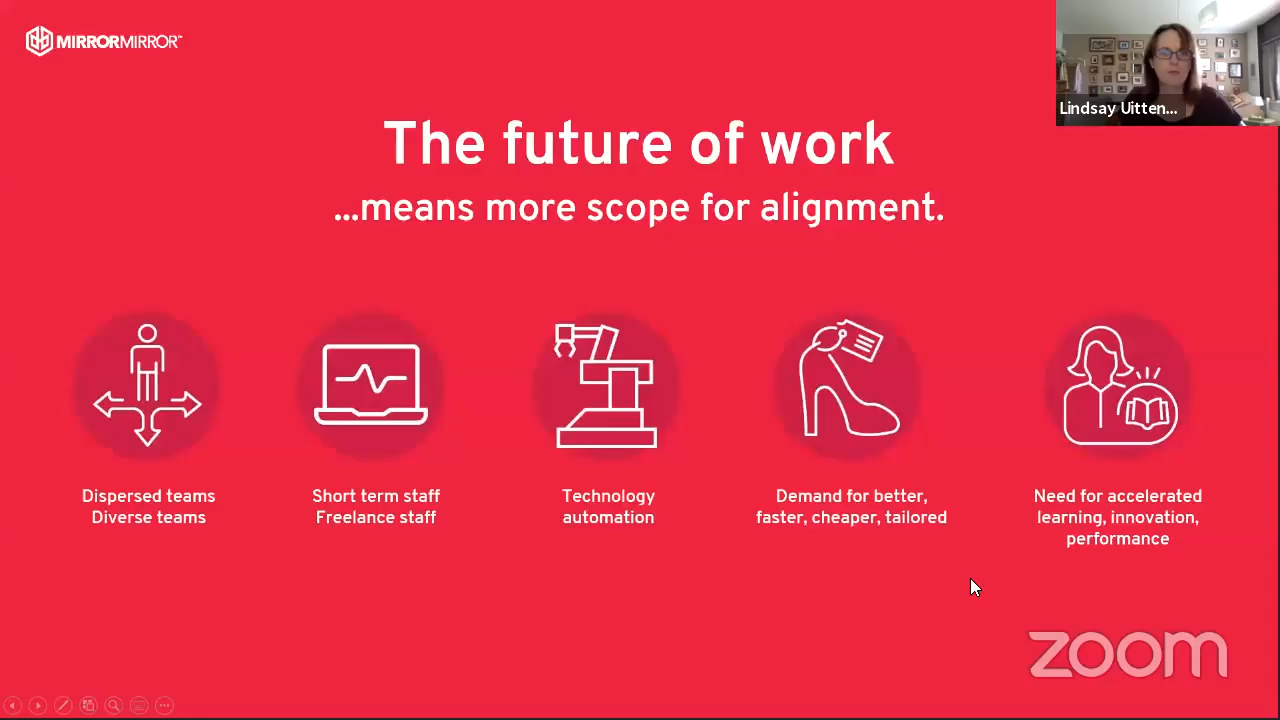 MIRRORMIRROR™
Lindsay Uitten...
The future of work
...means more scope for alignment.
Dispersed teams
Diverse teams
Short term staff
Freelance staff
Technology
automation
Demand for better,
faster, cheaper, tailored
Need for accelerated
learning, innovation,
performance
zoom